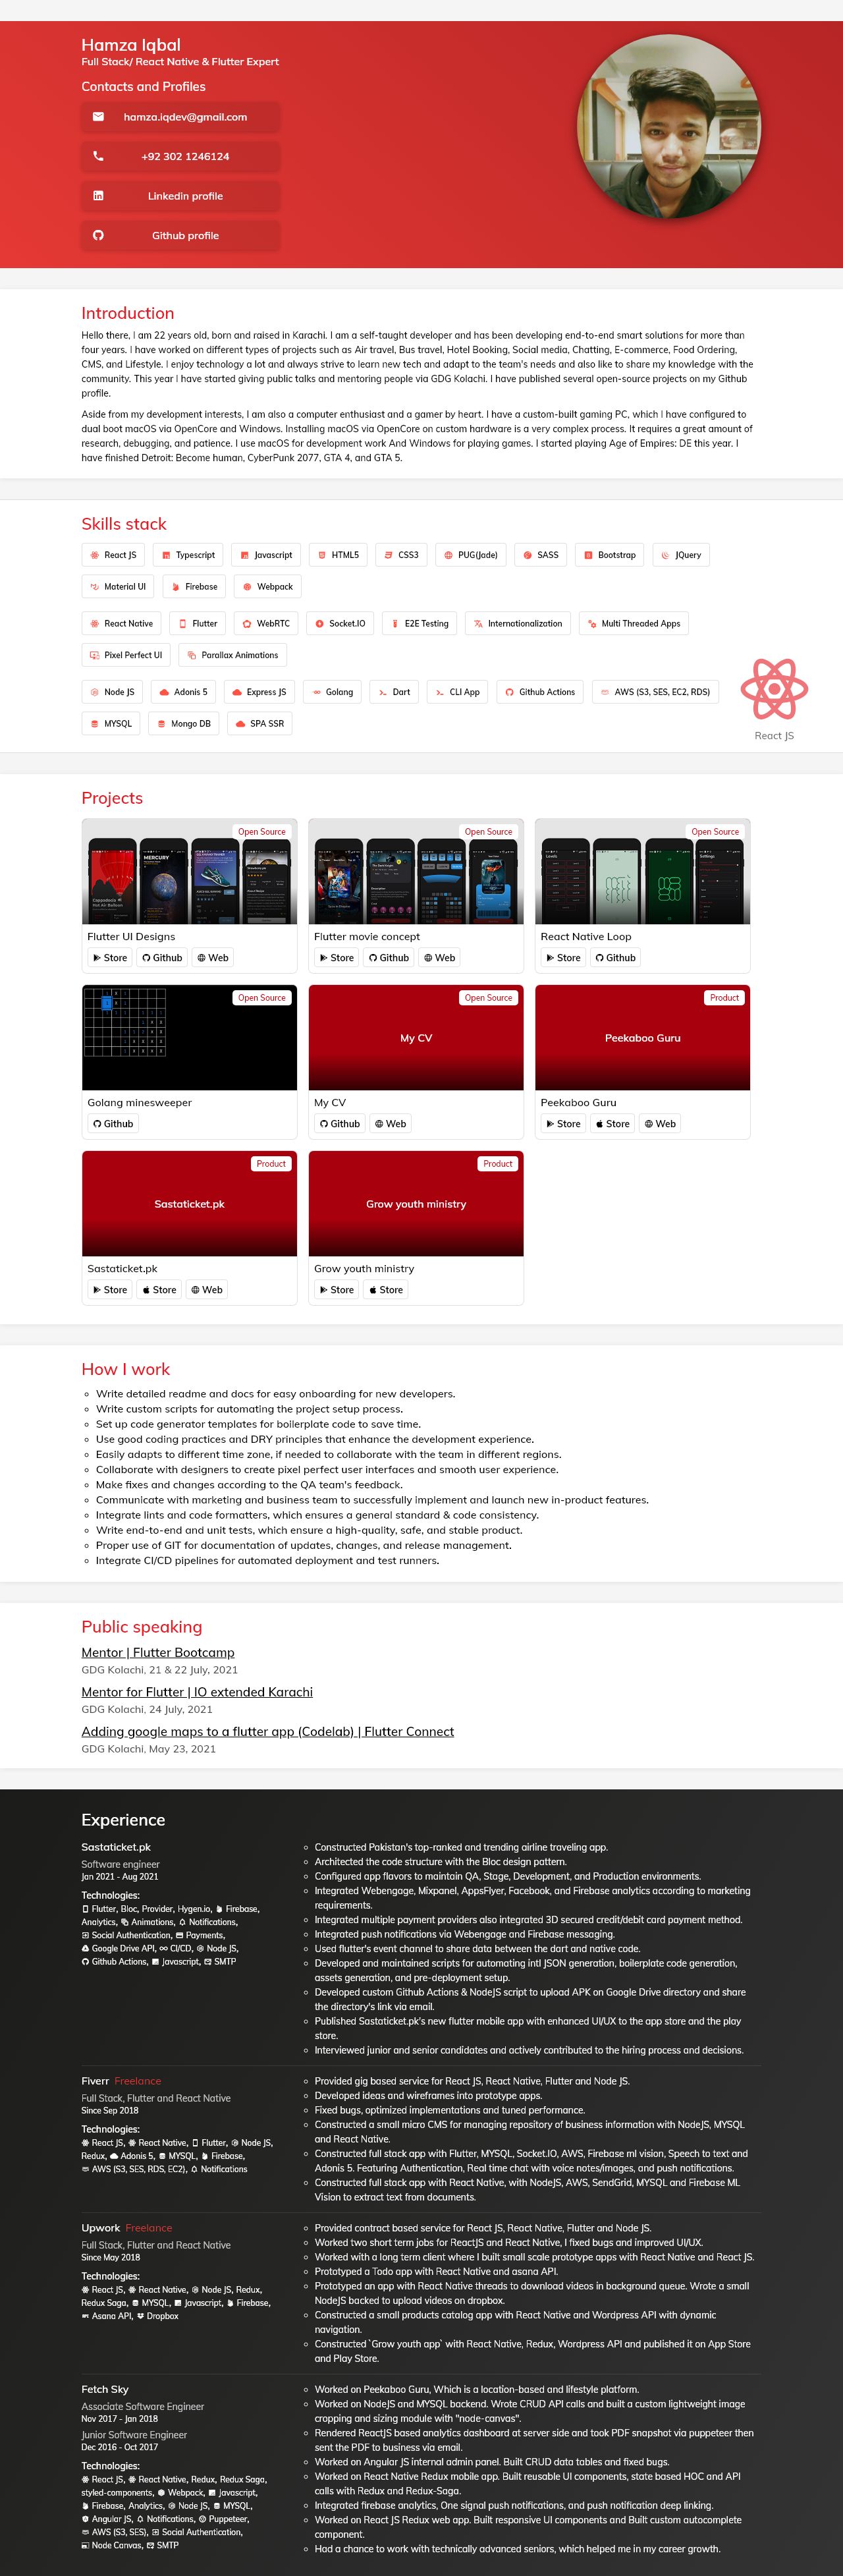 Hamza Iqbal
Full Stack/ React Native & Flutter Expert
Contacts and Profiles
hamza.iqdev@gmail.com
+92 302 1246124
Linkedin profile
Github profile
Introduction
Hello there, I am 22 years old, born and raised in Karachi. I am a self-taught developer and has been developing end-to-end smart solutions for more than
four years. I have worked on different types of projects such as Air travel, Bus travel, Hotel Booking, Social media, Chatting, E-commerce, Food Ordering,
CMS, and Lifestyle. I enjoy technology a lot and always strive to learn new tech and adapt to the team's needs and also like to share my knowledge with the
community. This year I have started giving public talks and mentoring people via GDG Kolachi. I have published several open-source projects on my Github
profile.
Aside from my development interests, I am also a computer enthusiast and a gamer by heart. I have a custom-built gaming PC, which I have configured to
dual boot macOS via OpenCore and Windows. Installing macOS via OpenCore on custom hardware is a very complex process. It requires a great amount of
research, debugging, and patience. I use macOS for development work And Windows for playing games. I started playing Age of Empires: DE this year. I
have finished Detroit: Become human, CyberPunk 2077, GTA 4, and GTA 5.
Skills stack
React JS Typescript Javascript HTML5 CSS3 PUG(Jade) SASS Bootstrap JQuery
Material UI Firebase Webpack
React Native Flutter WebRTC Socket.IO E2E Testing Internationalization Multi Threaded Apps
Pixel Perfect UI Parallax Animations
Node JS Adonis 5 Express JS Golang Dart CLI App Github Actions AWS (S3, SES, EC2, RDS)
MYSQL Mongo DB SPA SSR
React JS
Projects
Open Source Open Source Open Source
MERCURY
Levels
Settings
Cappadocia
Hot Air Balloon
Flutter UI Designs Flutter movie concept React Native Loop
Store Github Web Store Github Web Store Github
Open Source Open Source Product
My CV Peekaboo Guru
Golang minesweeper My CV Peekaboo Guru
Github Github Web Store Store Web
Product Product
Sastaticket.pk Grow youth ministry
Sastaticket.pk Grow youth ministry
Store Store Web Store Store
How I work
Write detailed readme and docs for easy onboarding for new developers.
Write custom scripts for automating the project setup process.
Set up code generator templates for boilerplate code to save time.
Use good coding practices and DRY principles that enhance the development experience.
Easily adapts to different time zone, if needed to collaborate with the team in different regions.
Collaborate with designers to create pixel perfect user interfaces and smooth user experience.
Make fixes and changes according to the QA team's feedback.
Communicate with marketing and business team to successfully implement and launch new in-product features.
Integrate lints and code formatters, which ensures a general standard & code consistency.
Write end-to-end and unit tests, which ensure a high-quality, safe, and stable product.
Proper use of GIT for documentation of updates, changes, and release management.
Integrate CI/CD pipelines for automated deployment and test runners.
Public speaking
Mentor | Flutter Bootcamp
GDG Kolachi, 21 & 22 July, 2021
Mentor for Flutter | IO extended Karachi
GDG Kolachi, 24 July, 2021
Adding google maps to a flutter app (Codelab) | Flutter Connect
GDG Kolachi, May 23, 2021
Experience
Sastaticket.pk
Software engineer
Jan 2021 - Aug 2021
Technologies:
Flutter, Bloc, Provider, Hygen.io, Firebase,
Analytics, Animations, Notifications,
Social Authentication, Payments,
Google Drive API, CI/CD, Node JS,
Github Actions, Javascript, SMTP
Constructed Pakistan's top-ranked and trending airline traveling app.
Architected the code structure with the Bloc design pattern.
Configured app flavors to maintain QA, Stage, Development, and Production environments.
Integrated Webengage, Mixpanel, AppsFlyer, Facebook, and Firebase analytics according to marketing
requirements.
Integrated multiple payment providers also integrated 3D secured credit/debit card payment method.
Integrated push notifications via Webengage and Firebase messaging.
Used flutter's event channel to share data between the dart and native code.
Developed and maintained scripts for automating intl JSON generation, boilerplate code generation,
assets generation, and pre-deployment setup.
Developed custom Github Actions & NodeJS script to upload APK on Google Drive directory and share
the directory's link via email.
Published Sastaticket.pk's new flutter mobile app with enhanced UI/UX to the app store and the play
store.
Interviewed junior and senior candidates and actively contributed to the hiring process and decisions.
Fiverr Freelance
Full Stack, Flutter and React Native
Since Sep 2018
Technologies:
React JS, React Native, Flutter, Node JS,
Redux, Adonis 5, MYSQL, Firebase,
AWS (S3, SES, RDS, EC2), Notifications
Provided gig based service for React JS, React Native, Flutter and Node JS.
Developed ideas and wireframes into prototype apps.
Fixed bugs, optimized implementations and tuned performance.
Constructed a small micro CMS for managing repository of business information with NodeJS, MYSQL
and React Native.
Constructed full stack app with Flutter, MYSQL, Socket.IO, AWS, Firebase ml vision, Speech to text and
Adonis 5. Featuring Authentication, Real time chat with voice notes/images, and push notifications.
Constructed full stack app with React Native, with NodeJS, AWS, SendGrid, MYSQL and Firebase ML
Vision to extract text from documents.
Upwork Freelance
Full Stack, Flutter and React Native
Since May 2018
Technologies:
React JS, React Native, Node JS, Redux,
Redux Saga, MYSQL, Javascript, Firebase,
Asana API, Dropbox
Provided contract based service for React JS, React Native, Flutter and Node JS.
Worked two short term jobs for ReactJS and React Native, I fixed bugs and improved UI/UX.
Worked with a long term client where I built small scale prototype apps with React Native and React JS.
Prototyped a Todo app with React Native and asana API.
Prototyped an app with React Native threads to download videos in background queue. Wrote a small
NodeJS backed to upload videos on dropbox.
Constructed a small products catalog app with React Native and Wordpress API with dynamic
navigation.
Constructed `Grow youth app` with React Native, Redux, Wordpress API and published it on App Store
and Play Store.
Fetch Sky
Associate Software Engineer
Nov 2017 - Jan 2018
Junior Software Engineer
Dec 2016 - Oct 2017
Technologies:
React JS, React Native, Redux, Redux Saga,
styled-components, Webpack, Javascript,
Firebase, Analytics, Node JS, MYSQL,
Angular JS, Notifications, Puppeteer,
AWS (S3, SES), Social Authentication,
Node Canvas, SMTP
Worked on Peekaboo Guru, Which is a location-based and lifestyle platform.
Worked on NodeJS and MYSQL backend. Wrote CRUD API calls and built a custom lightweight image
cropping and sizing module with "node-canvas".
Rendered ReactJS based analytics dashboard at server side and took PDF snapshot via puppeteer then
sent the PDF to business via email.
Worked on Angular JS internal admin panel. Built CRUD data tables and fixed bugs.
Worked on React Native Redux mobile app. Built reusable UI components, state based HOC and API
calls with Redux and Redux-Saga.
Integrated firebase analytics, One signal push notifications, and push notification deep linking.
Worked on React JS Redux web app. Built responsive UI components and Built custom autocomplete
component.
Had a chance to work with technically advanced seniors, which helped me in my career growth.